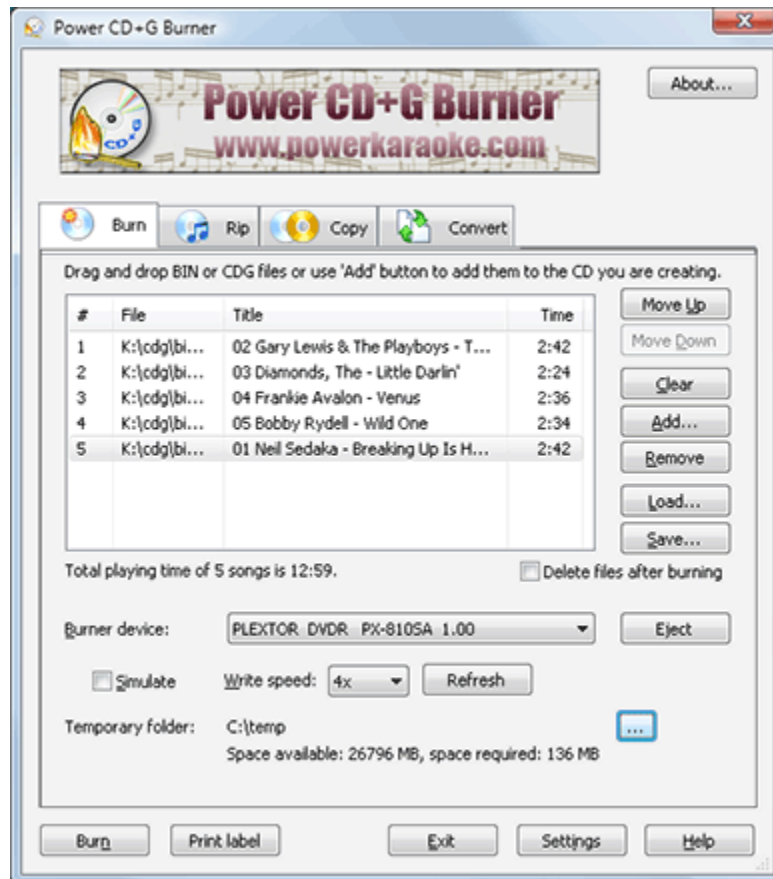 Power CD+G Burner
Power CD+G Burner
www.powerkaraoke.com
CD+G
About...
Burn Rip Copy Convert
Drag and drop BIN or CDG files or use 'Add' button to add them to the CD you are creating.
# File Title Time
1 K:\cdg\bi... 02 Gary Lewis & The Playboys - T... 2:42
2 K:\cdg\bi... 03 Diamonds, The - Little Darlin' 2:24
3 K:\cdg\bi... 04 Frankie Avalon - Venus 2:36
4 K:\cdg\bi... 05 Bobby Rydell - Wild One 2:34
5 K:\cdg\bi... 01 Neil Sedaka - Breaking Up Is H... 2:42
Move Up
Move Down
Clear
Add...
Remove
Load...
Save...
Total playing time of 5 songs is 12:59.
Delete files after burning
Burner device: PLEXTOR DVDR PX-810SA 1.00 Eject
Simulate Write speed: 4x Refresh
Temporary folder: C:\temp ...
Space available: 26796 MB, space required: 136 MB
Burn Print label Exit Settings Help